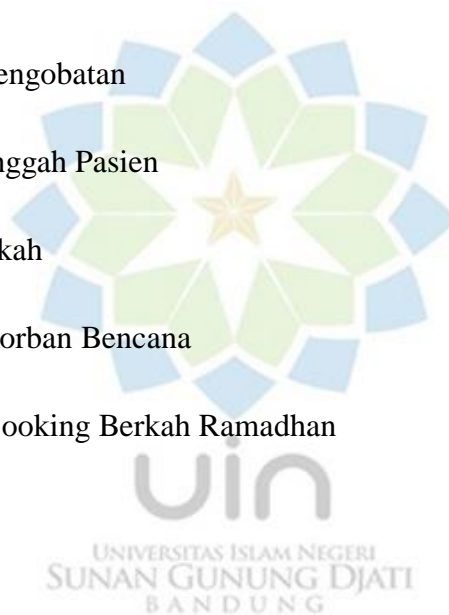 engobatan
nggah Pasien
kah
orban Bencana
ooking Berkah Ramadhan
uin
UNIVERSITAS ISLAM NEGERI
SUNAN GUNUNG DJATI
BANDUNG